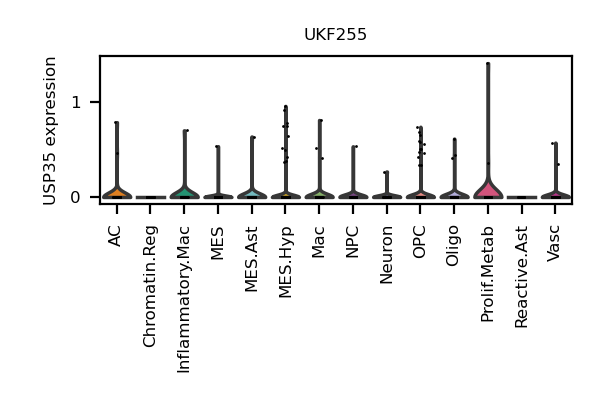 UKF255
USP35 expression
1
0
AC
Chromatin.Reg
Inflammatory.Mac
MES
MES.Ast
MES.Hyp
Mac
NPC
Neuron
OPC
Oligo
Prolif.Metab
Reactive.Ast
Vasc